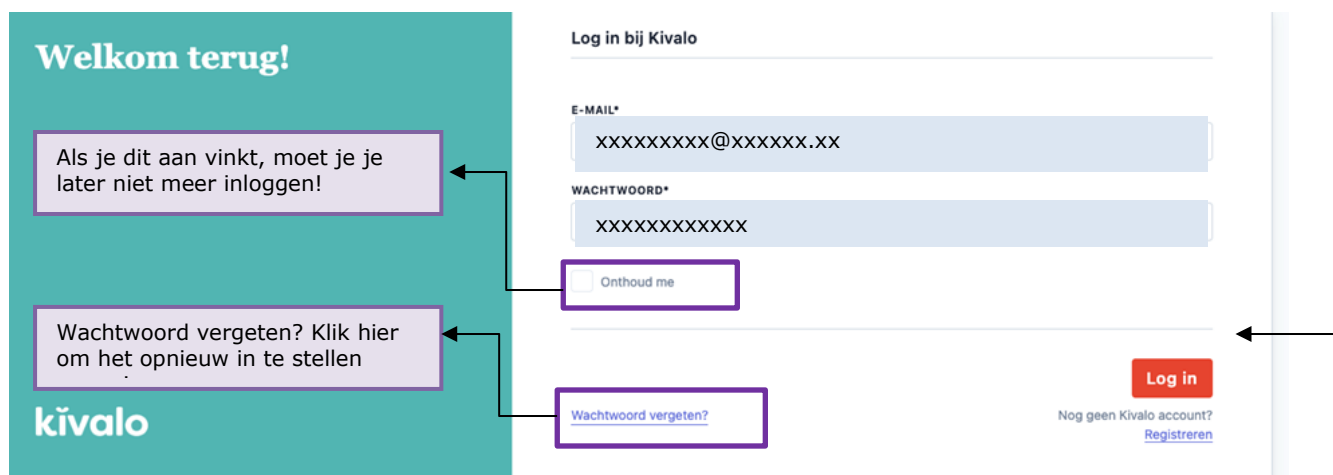 Welkom terug!
Als je dit aan vinkt, moet je je
later niet meer inloggen!
Wachtwoord vergeten? Klik hier
om het opnieuw in te stellen
kĭvalo
Log in bij Kivalo
E-MAIL*
xxxxxxxxx@xxxxxx.xx
WACHTWOORD*
xxxxxxxxxxxx
Onthoud me
Log in
Wachtwoord vergeten?
Nog geen Kivalo account?
Registreren